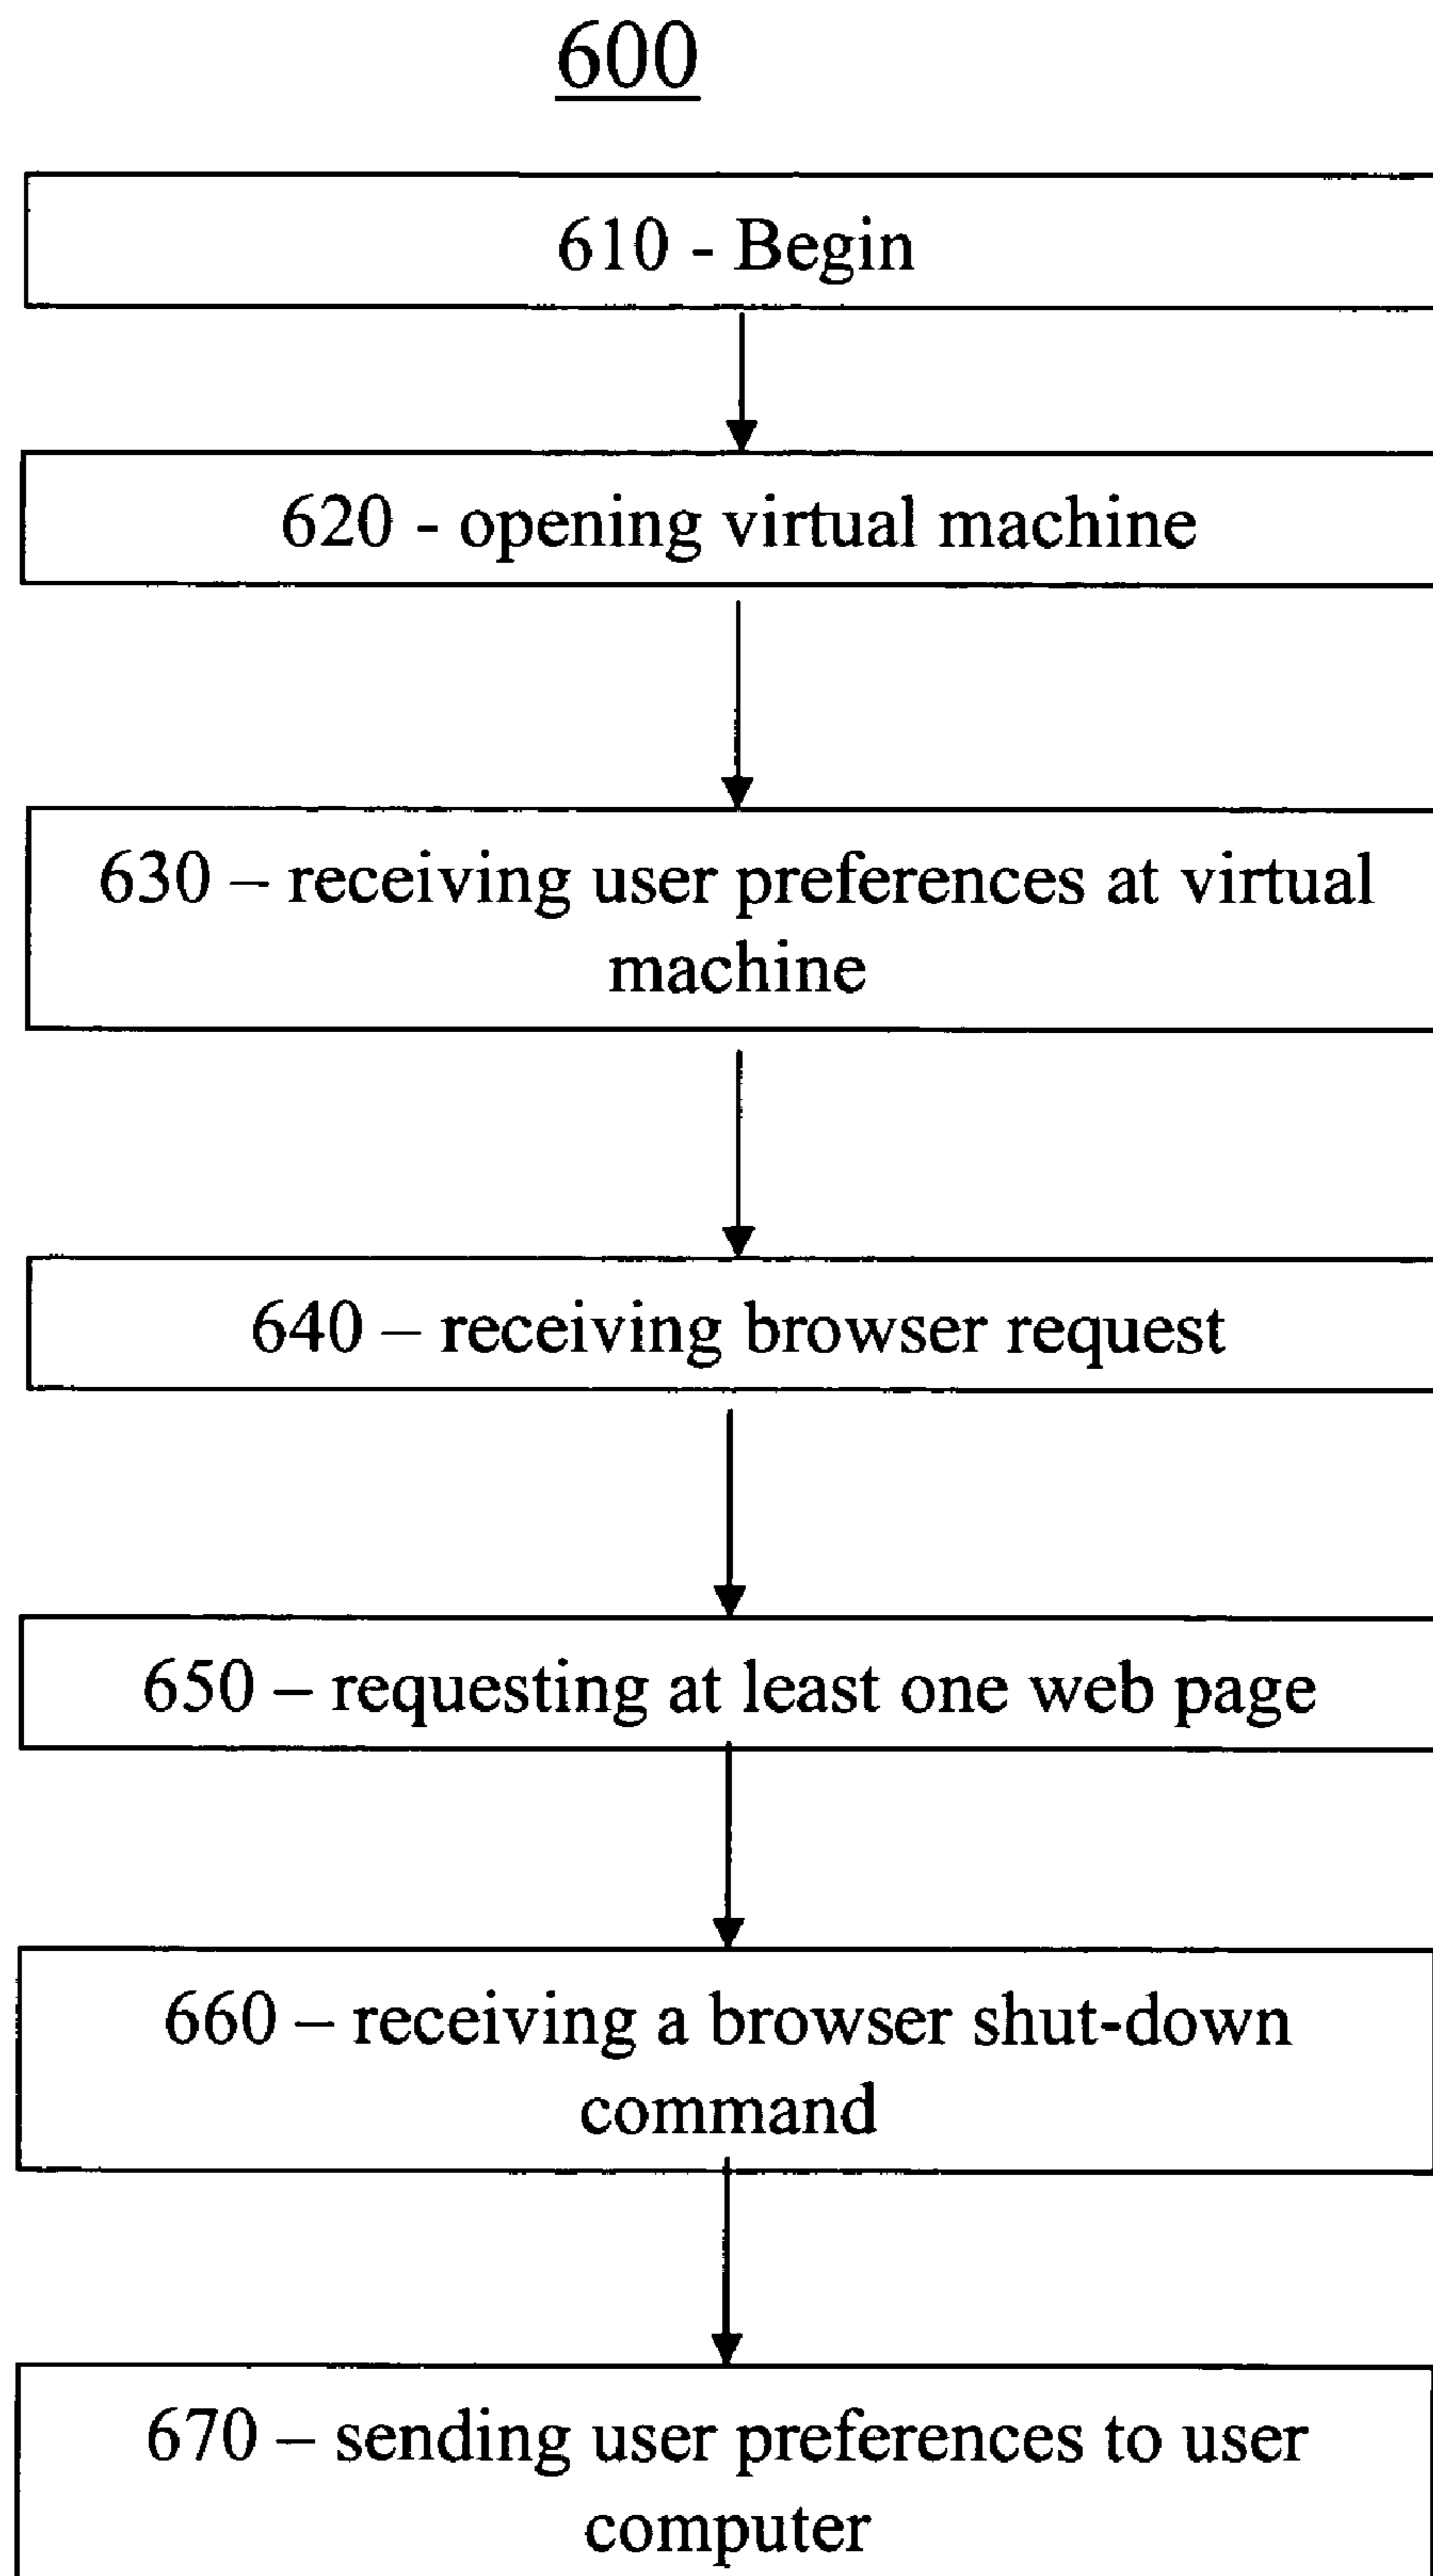 600
610 - Begin
620 - opening virtual machine
630 – receiving user preferences at virtual
machine
640 – receiving browser request
650 – requesting at least one web page
660 – receiving a browser shut-down
command
670 – sending user preferences to user
computer